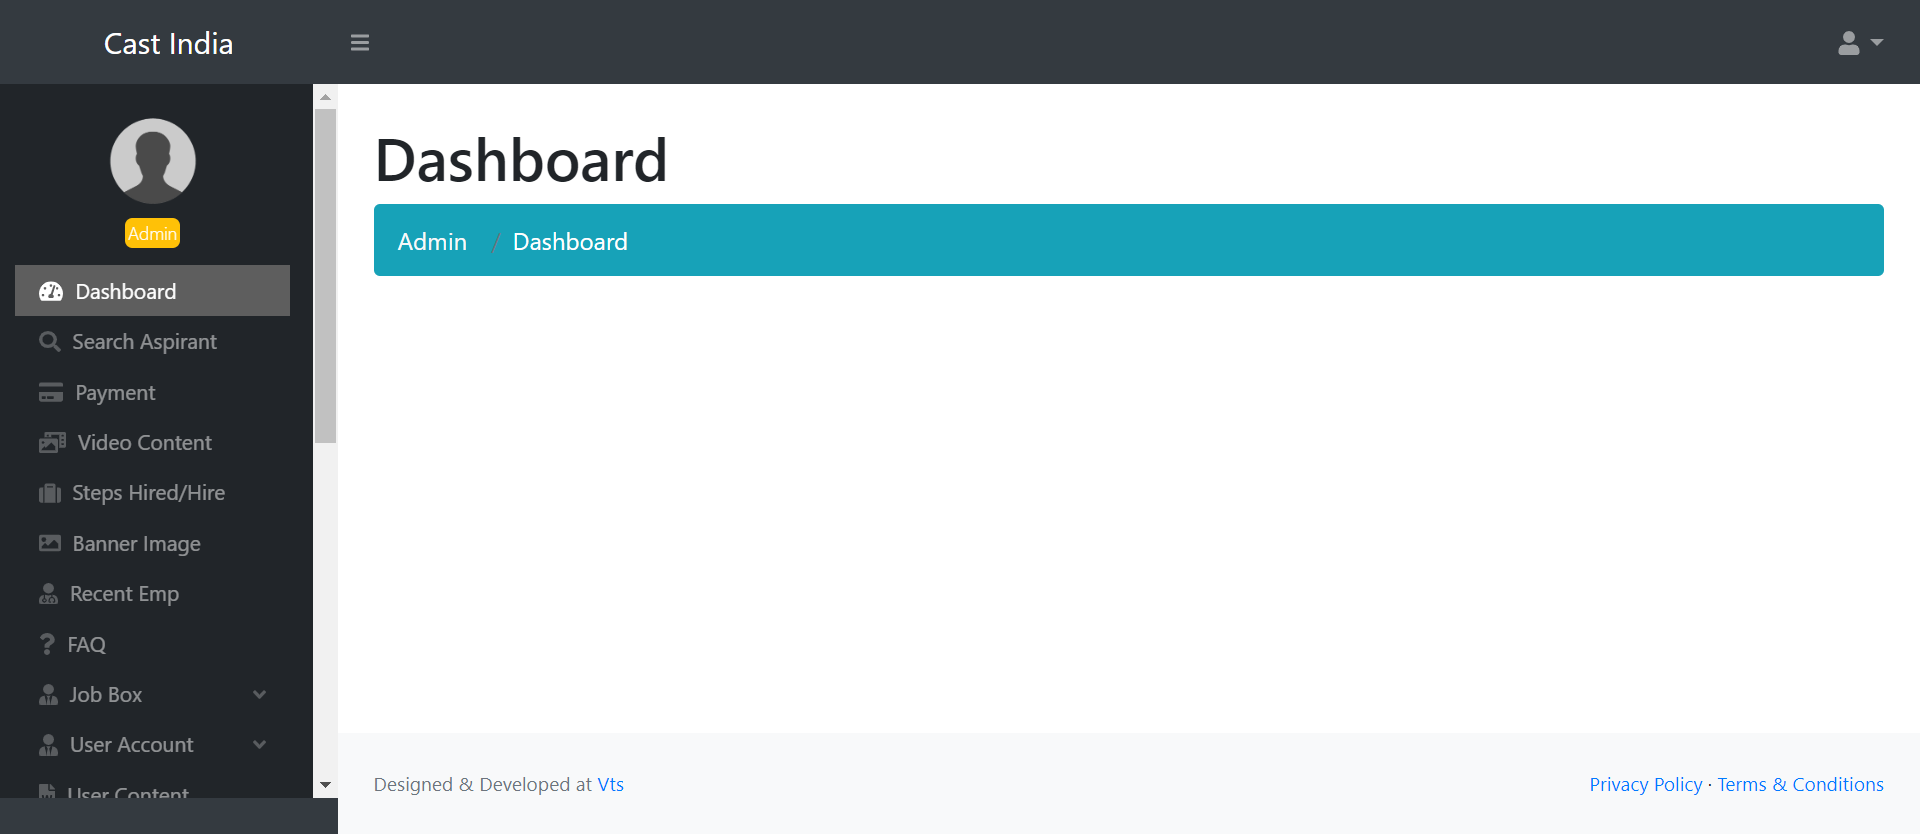 Cast India
Admin
Dashboard
Search Aspirant
Payment
Video Content
Steps Hired/Hire
Banner Image
Recent Emp
FAQ
Job Box
User Account
User Content
Dashboard
Admin / Dashboard
Designed & Developed at Vts
Privacy Policy · Terms & Conditions